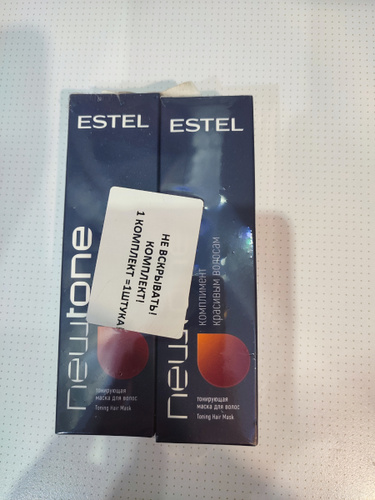 ESTEL
newtone
тонирующая
маска для волос
Toning Hair Mask
НЕ ВСКРЫВАТЬ!
КОМПЛЕКТ!
1 КОМПЛЕКТ =1ШТУКА
ESTEL
комплимент
красивым волосам
тонирующая
маска для волос
Toning Hair Mask